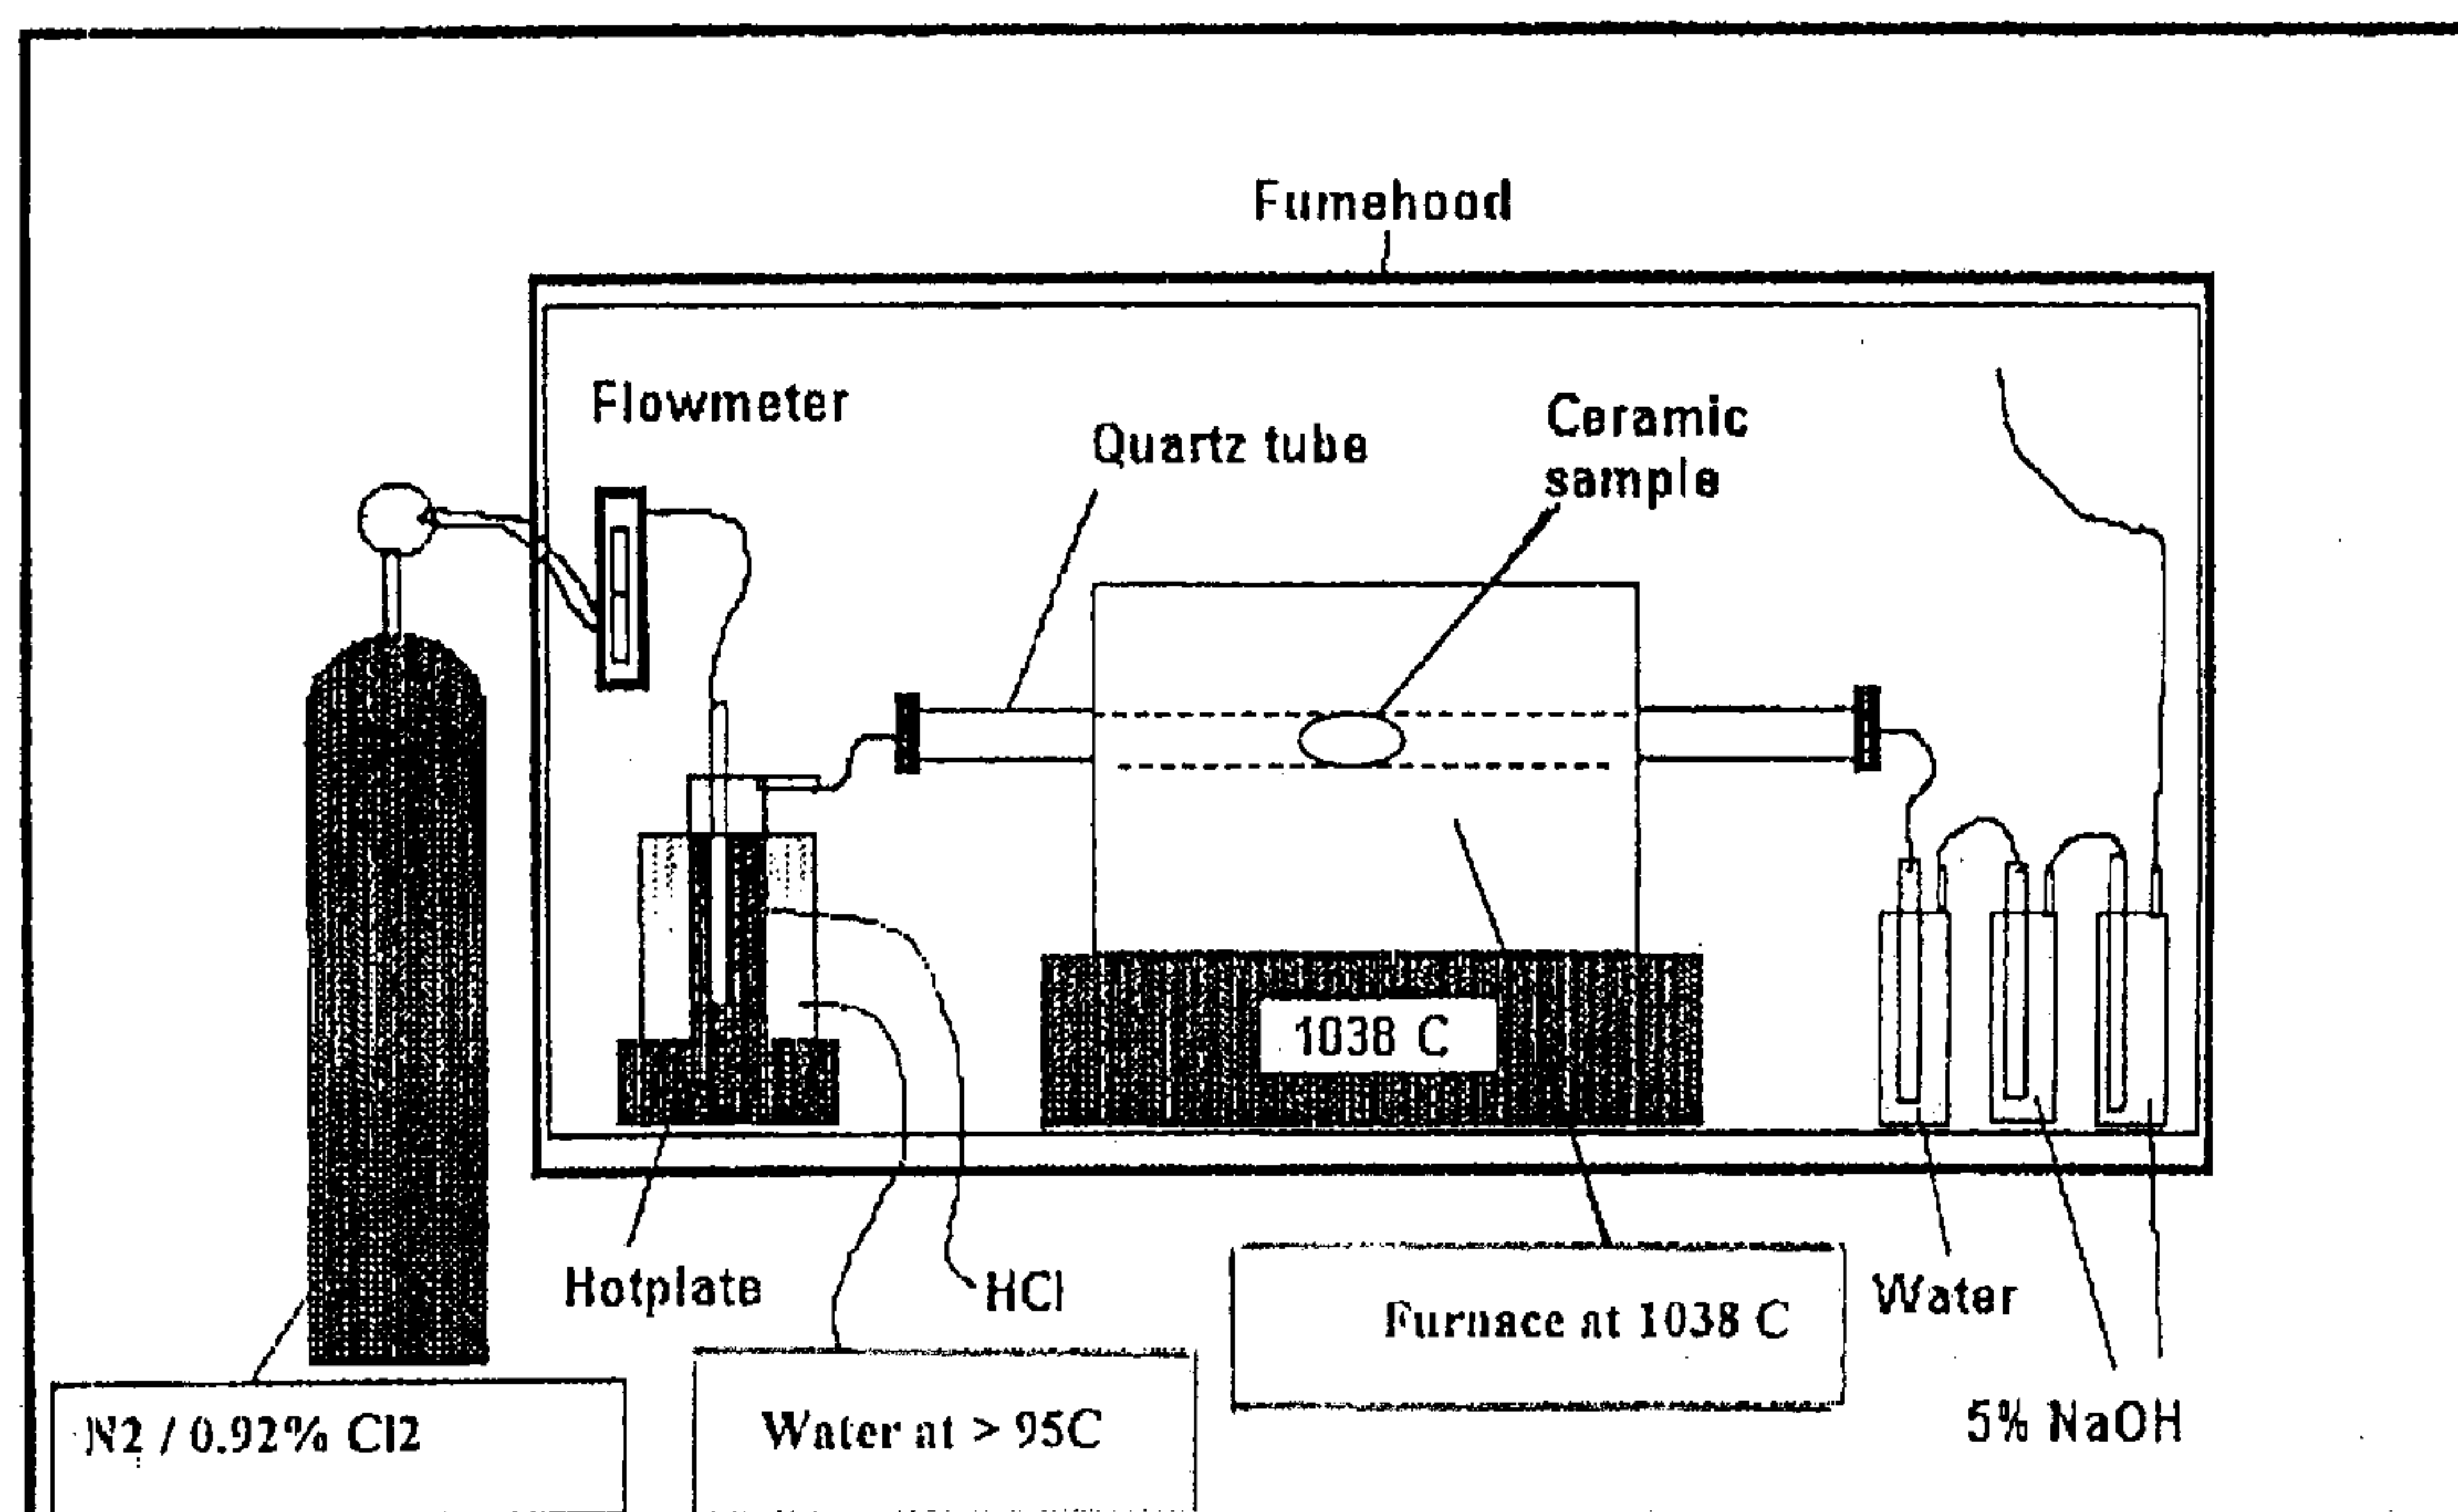 Fumehood
Flowmeter
Quartz tube
Ceramic
sample
1038 C
Hotplate
HCl
Furnace at 1038 C
Water
N2 / 0.92% Cl2
Water at > 95C
5% NaOH